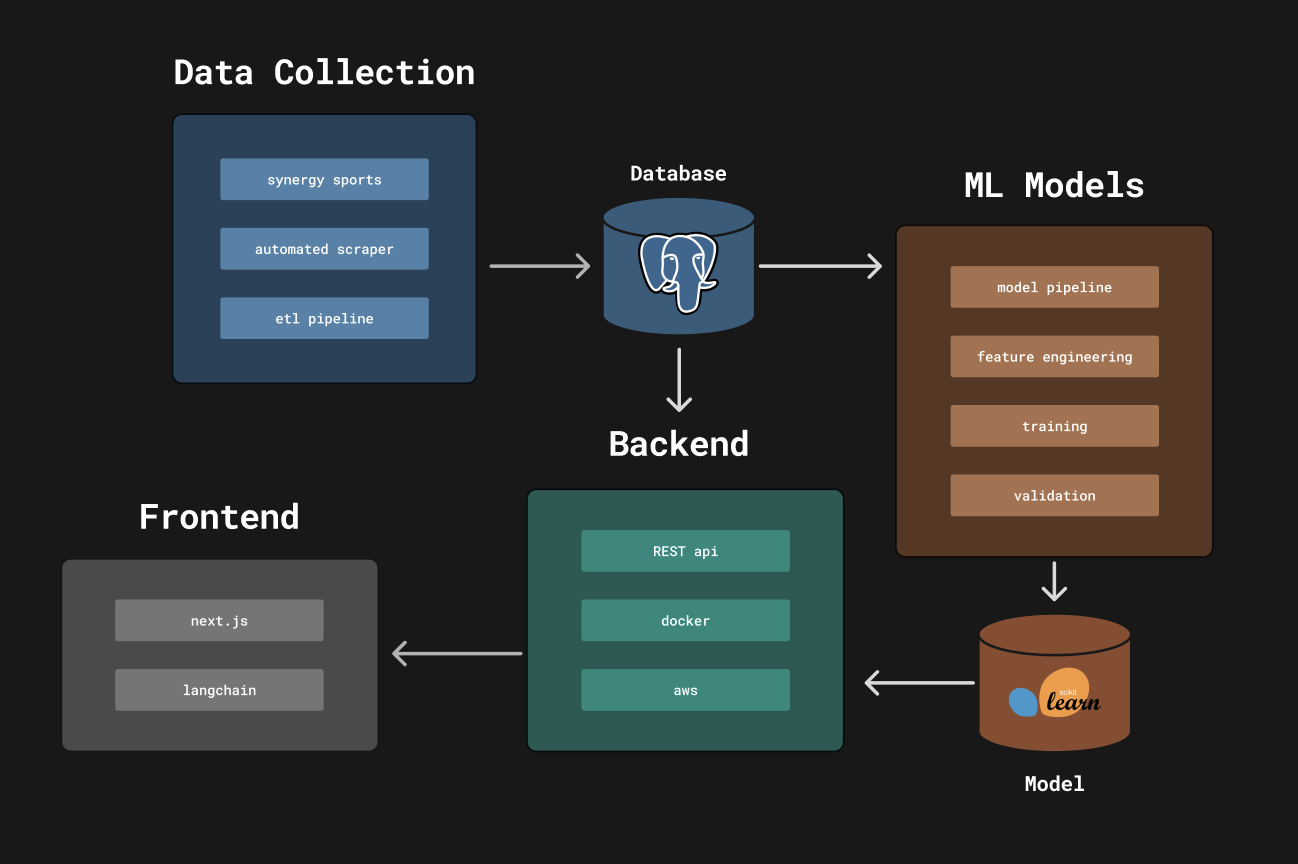 Data Collection
synergy sports
automated scraper
etl pipeline
Database
ML Models
model pipeline
feature engineering
training
validation
Backend
REST api
docker
aws
Frontend
next.js
langchain
scikit
learn
Model